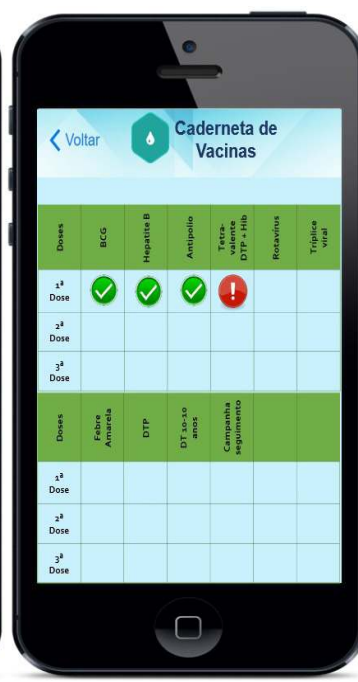 Voltar
Caderneta de
Vacinas
Doses
BCG
Hepatite B
Antipolio
Tetra-
valente
DTP + Hib
Rotavírus
Tríplice
viral
1ª
Dose
2ª
Dose
3ª
Dose
Doses
Febre
Amarela
DTP
DT 10-10
anos
Campanha
seguimento
1ª
Dose
2ª
Dose
3ª
Dose